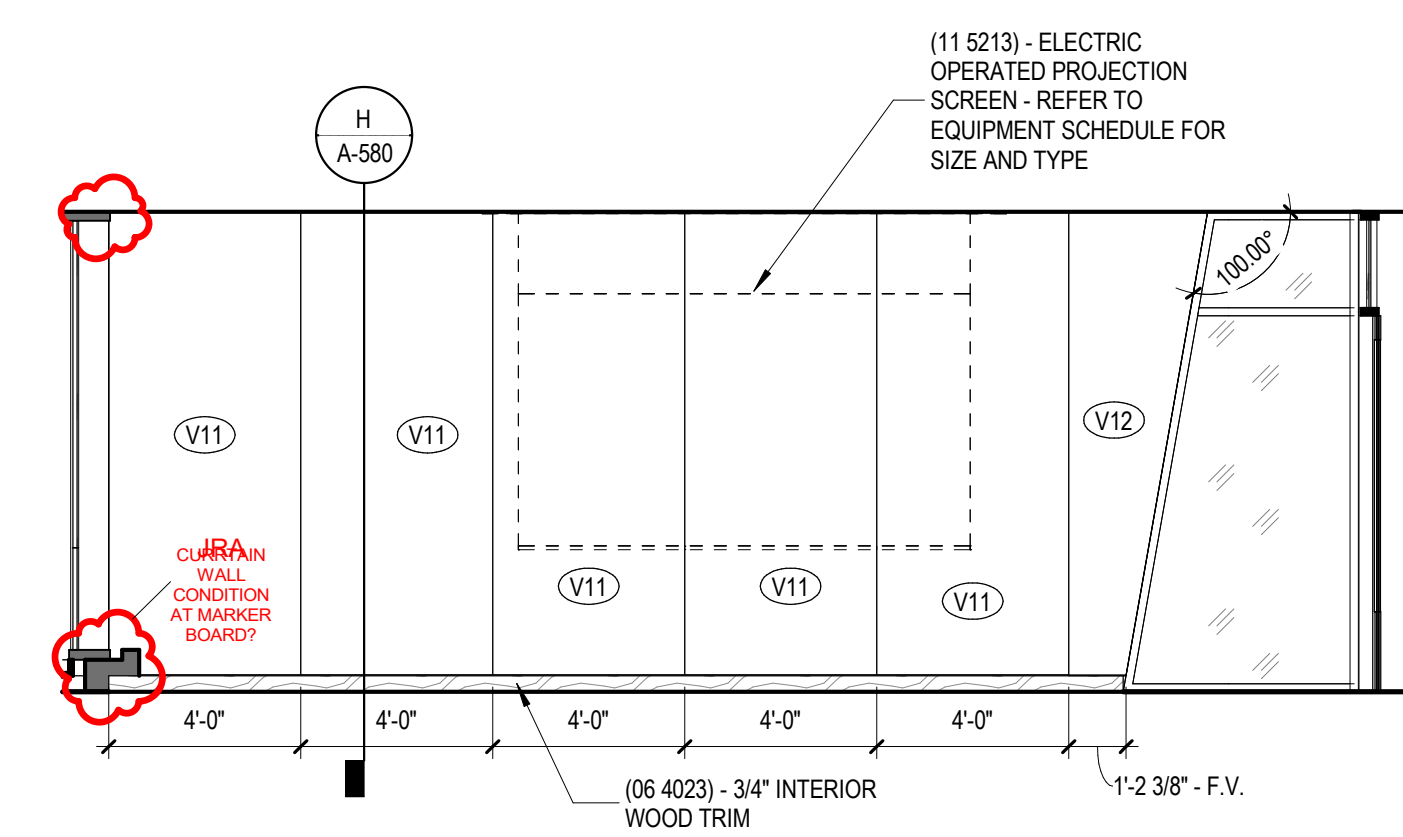 (11 5213) - ELECTRIC
OPERATED PROJECTION
SCREEN - REFER TO
EQUIPMENT SCHEDULE FOR
SIZE AND TYPE
H
A-580
100.00°
V11
V11
V12
JRA
CURRTAIN
WALL
CONDITION
AT MARKER
BOARD?
V11
V11
V11
4'-0"
4'-0"
4'-0"
4'-0"
4'-0"
(06 4023) - 3/4" INTERIOR
WOOD TRIM
1'-2 3/8" - F.V.